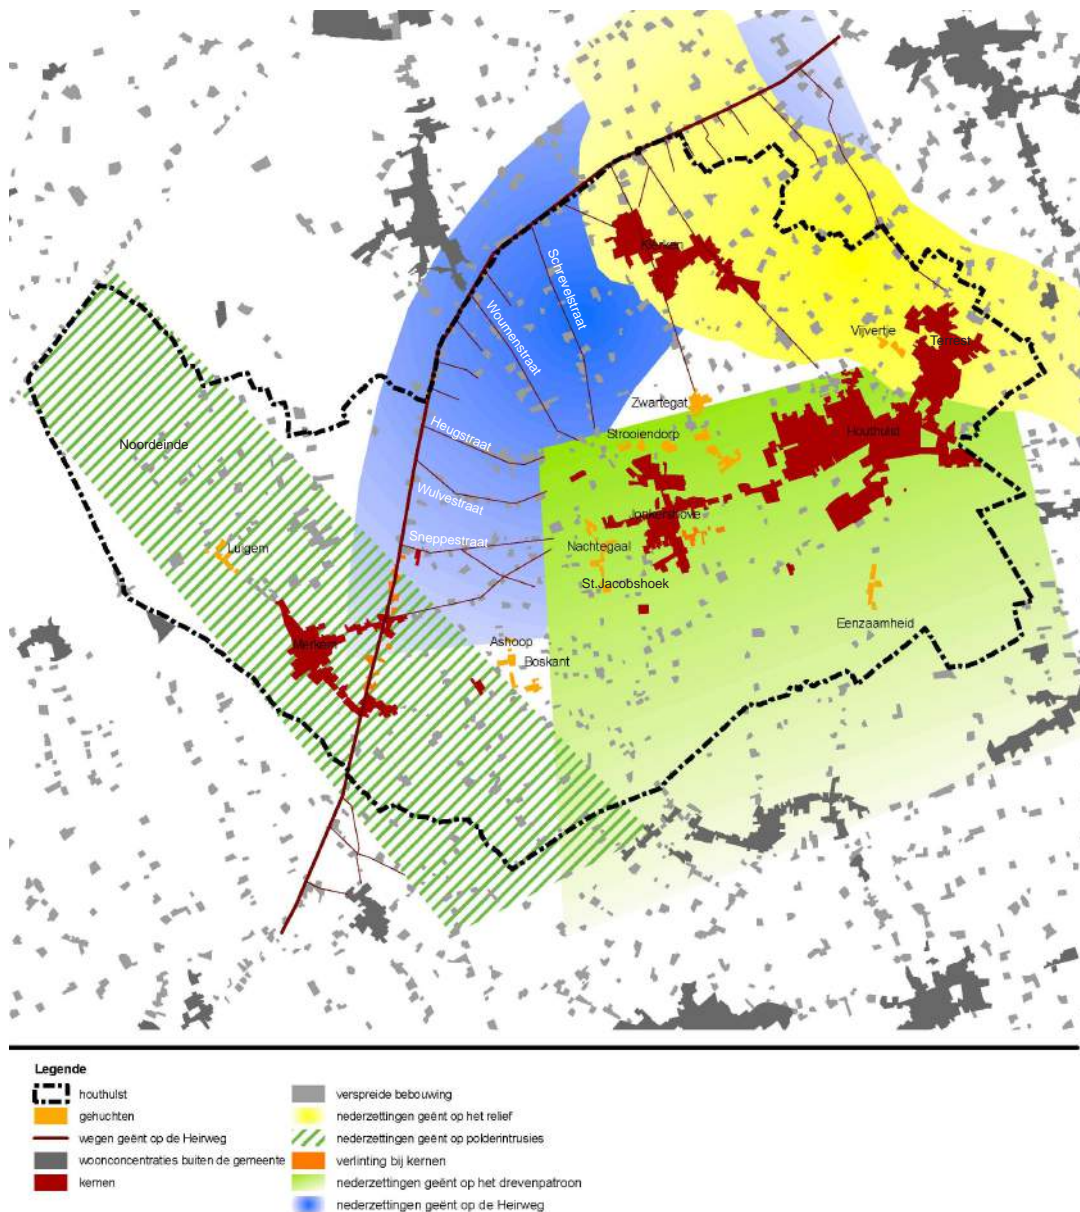 Klerken
Schrevelstraat
Woumenstraat
Vijvertje
Terrest
Zwartegat
Heugstraat
Strooiendorp
Houthulst
Noordeinde
Wulvestraat
Jonkershove
Sneppestraat
Luigem
Nachtegaal
St.Jacobshoek
Eenzaamheid
Merkem
Ashoop
Boskant
Legende
houthulst
gehuchten
wegen geënt op de Heirweg
woonconcentraties buiten de gemeente
kernen
verspreide bebouwing
nederzettingen geënt op het relief
nederzettingen geënt op polderintrusies
verlinting bij kernen
nederzettingen geënt op het drevenpatroon
nederzettingen geënt op de Heirweg